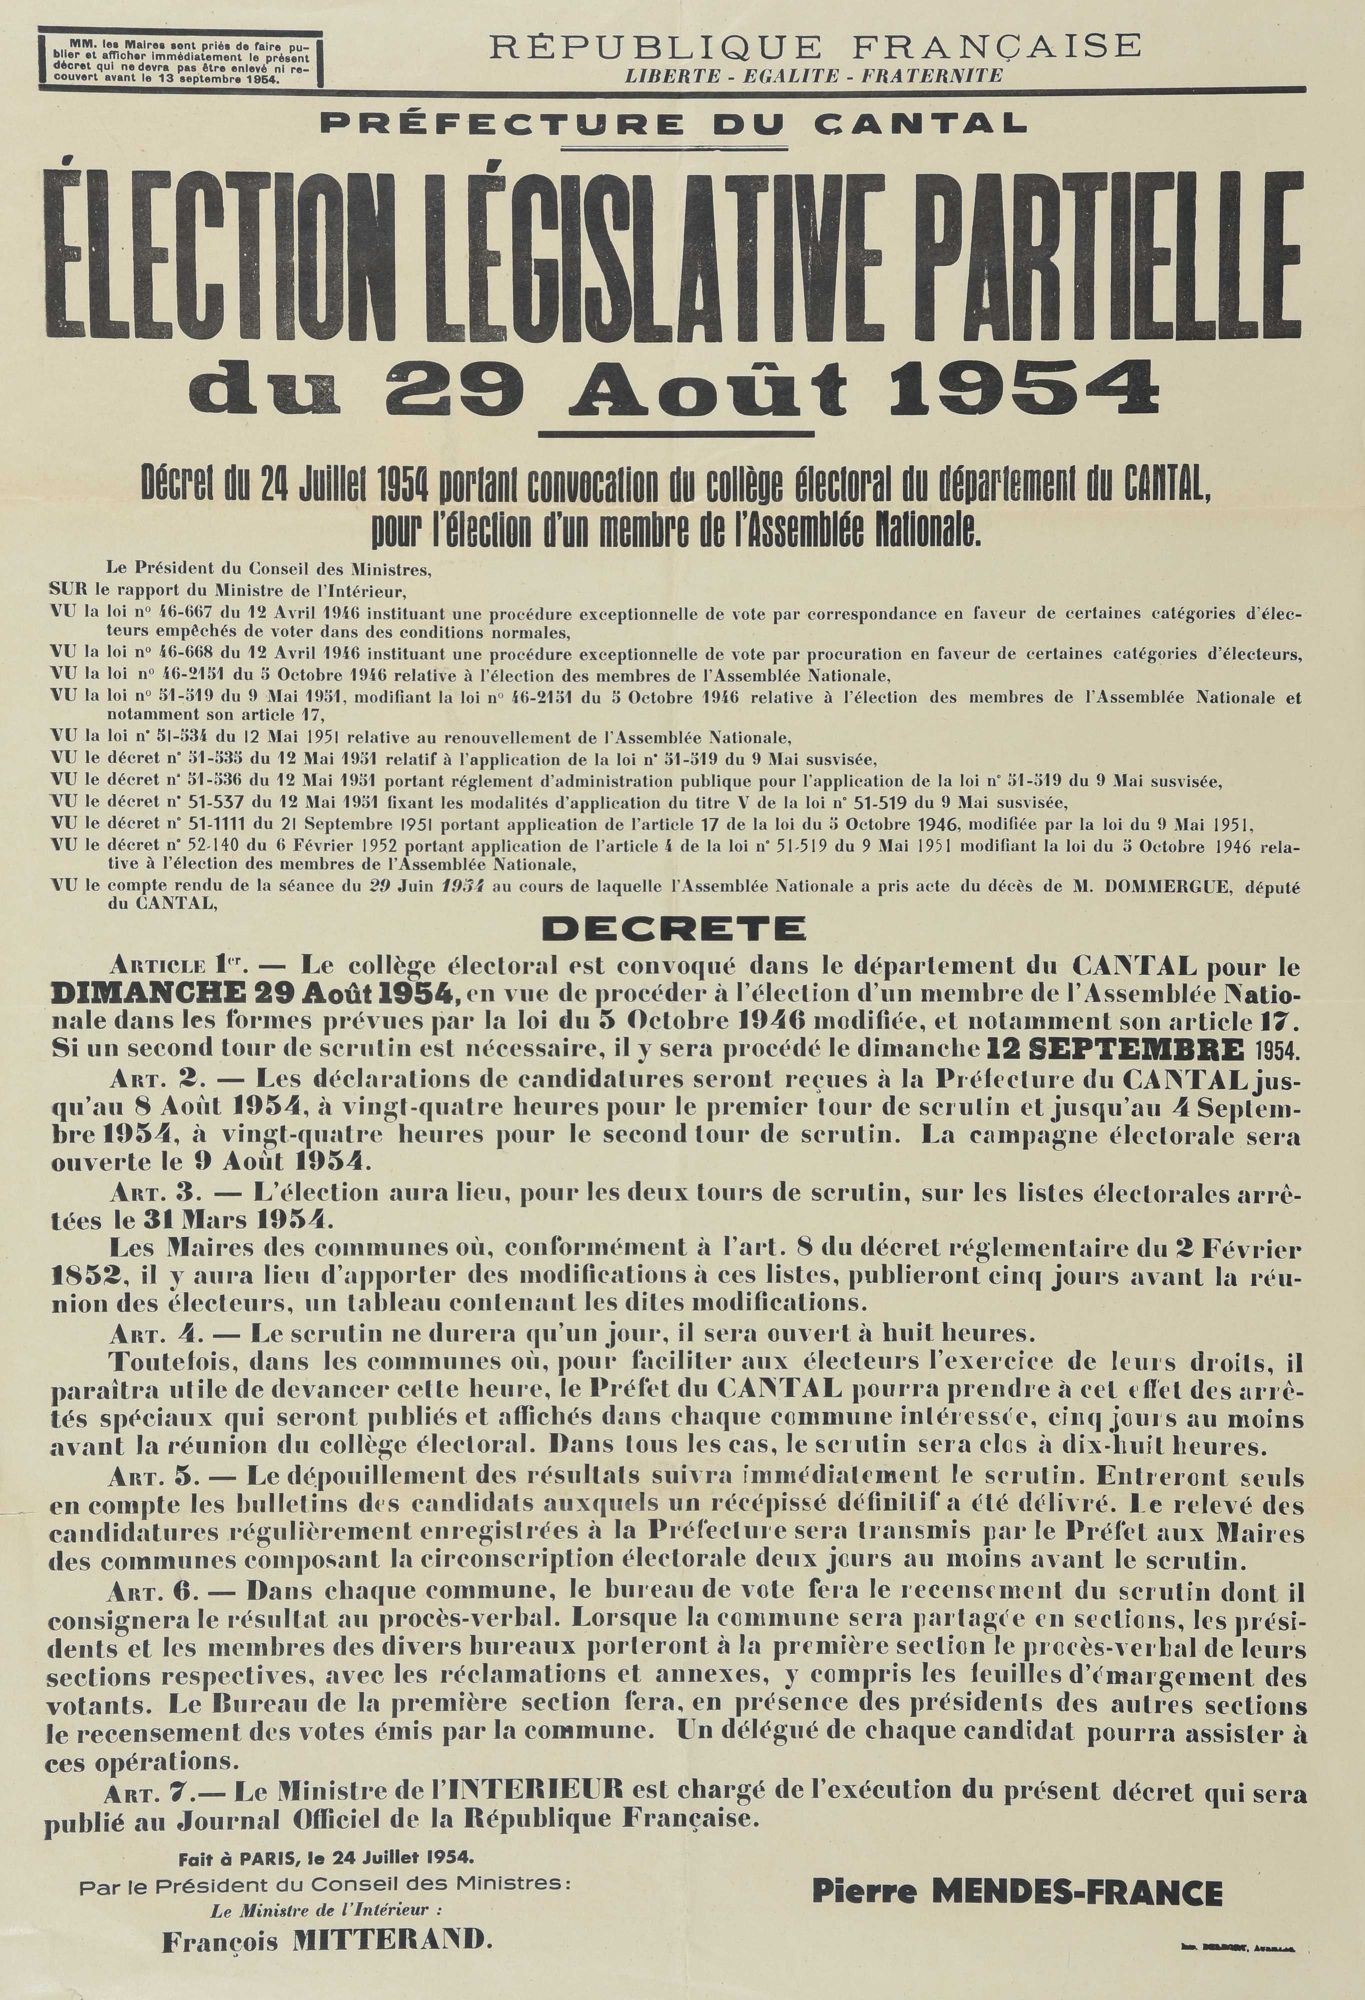 MM. les Maires sont priés de faire pu-
blier et afficher immédiatement le présent
décret qui ne devra pas être enlevé ni re-
couvert avant le 13 septembre 1954.
RÉPUBLIQUE FRANÇAISE
LIBERTE - EGALITE - FRATERNITE
PRÉFECTURE DU CANTAL
ÉLECTION LÉGISLATIVE PARTIELLE
du 29 Août 1954
Décret du 24 Juillet 1954 portant convocation du collège électoral du département du CANTAL,
pour l'élection d'un membre de l'Assemblée Nationale.
Le Président du Conseil des Ministres,
SUR le rapport du Ministre de l'Intérieur,
VU la loi nº 46-667 du 12 Avril 1946 instituant une procédure exceptionnelle de vote par correspondance en faveur de certaines catégories d'élec-
teurs empêchés de voter dans des conditions normales,
VU la loi nº 46-668 du 12 Avril 1946 instituant une procédure exceptionnelle de vote par procuration en faveur de certaines catégories d'électeurs,
VU la loi nº 46-2151 du 5 Octobre 1946 relative à l'élection des membres de l'Assemblée Nationale,
VU la loi nº 51-519 du 9 Mai 1951, modifiant la loi nº 46-2151 du 5 Octobre 1946 relative à l'élection des membres de l'Assemblée Nationale et
notamment son article 17,
VU la loi n° 51-534 du 12 Mai 1951 relative au renouvellement de l'Assemblée Nationale,
VU le décret n° 51-535 du 12 Mai 1951 relatif à l'application de la loi n° 51-519 du 9 Mai susvisée,
VU le décret n° 51-536 du 12 Mai 1951 portant réglement d'administration publique pour l'application de la loi n° 51-519 du 9 Mai susvisée,
VU le décret n° 51-537 du 12 Mai 1951 fixant les modalités d'application du titre V de la loi n° 51-519 du 9 Mai susvisée,
VU le décret n° 51-1111 du 21 Septembre 1951 portant application de l'article 17 de la loi du 5 Octobre 1946, modifiée par la loi du 9 Mai 1951,
VU le décret n° 52-140 du 6 Février 1952 portant application de l'article 4 de la loi n° 51-519 du 9 Mai 1951 modifiant la loi du 5 Octobre 1946 rela-
tive à l'élection des membres de l'Assemblée Nationale,
VU le compte rendu de la séance du 29 Juin 1954 au cours de laquelle l'Assemblée Nationale a pris acte du décès de M. DOMMERGUE, député
du CANTAL,
DECRETE
ARTICLE 1er. — Le collège électoral est convoqué dans le département du CANTAL pour le
DIMANCHE 29 Août 1954, en vue de procéder à l'élection d'un membre de l'Assemblée Natio-
nale dans les formes prévues par la loi du 5 Octobre 1946 modifiée, et notamment son article 17.
Si un second tour de scrutin est nécessaire, il y sera procédé le dimanche 12 SEPTEMBRE 1954.
ART. 2. — Les déclarations de candidatures seront reçues à la Préfecture du CANTAL jus-
qu'au 8 Août 1954, à vingt-quatre heures pour le premier tour de scrutin et jusqu'au 4 Septem-
bre 1954, à vingt-quatre heures pour le second tour de scrutin. La campagne électorale sera
ouverte le 9 Août 1954.
ART. 3. — L'élection aura lieu, pour les deux tours de scrutin, sur les listes électorales arrê-
tées le 31 Mars 1954.
Les Maires des communes où, conformément à l'art. 8 du décret réglementaire du 2 Février
1852, il y aura lieu d'apporter des modifications à ces listes, publieront cinq jours avant la réu-
nion des électeurs, un tableau contenant les dites modifications.
ART. 4. — Le scrutin ne durera qu'un jour, il sera ouvert à huit heures.
Toutefois, dans les communes où, pour faciliter aux électeurs l'exercice de leurs droits, il
paraîtra utile de devancer cette heure, le Préfet du CANTAL pourra prendre à cet effet des arrê-
tés spéciaux qui seront publiés et affichés dans chaque commune intéressée, cinq jours au moins
avant la réunion du collège électoral. Dans tous les cas, le scrutin sera clos à dix-huit heures.
ART. 5. — Le dépouillement des résultats suivra immédiatement le scrutin. Entreront seuls
en compte les bulletins des candidats auxquels un récépissé définitif a été délivré. Le relevé des
candidatures régulièrement enregistrées à la Préfecture sera transmis par le Préfet aux Maires
des communes composant la circonscription électorale deux jours au moins avant le scrutin.
ART. 6. — Dans chaque commune, le bureau de vote fera le recensement du scrutin dont il
consignera le résultat au procès-verbal. Lorsque la commune sera partagée en sections, les prési-
dents et les membres des divers bureaux porteront à la première section le procès-verbal de leurs
sections respectives, avec les réclamations et annexes, y compris les feuilles d'émargement des
votants. Le Bureau de la première section fera, en présence des présidents des autres sections
le recensement des votes émis par la commune. Un délégué de chaque candidat pourra assister à
ces opérations.
ART. 7.— Le Ministre de l'INTERIEUR est chargé de l'exécution du présent décret qui sera
publié au Journal Officiel de la République Française.
Fait à PARIS, le 24 Juillet 1954.
Par le Président du Conseil des Ministres :
Le Ministre de l'Intérieur :
François MITTERAND.
Pierre MENDES-FRANCE
Imp.